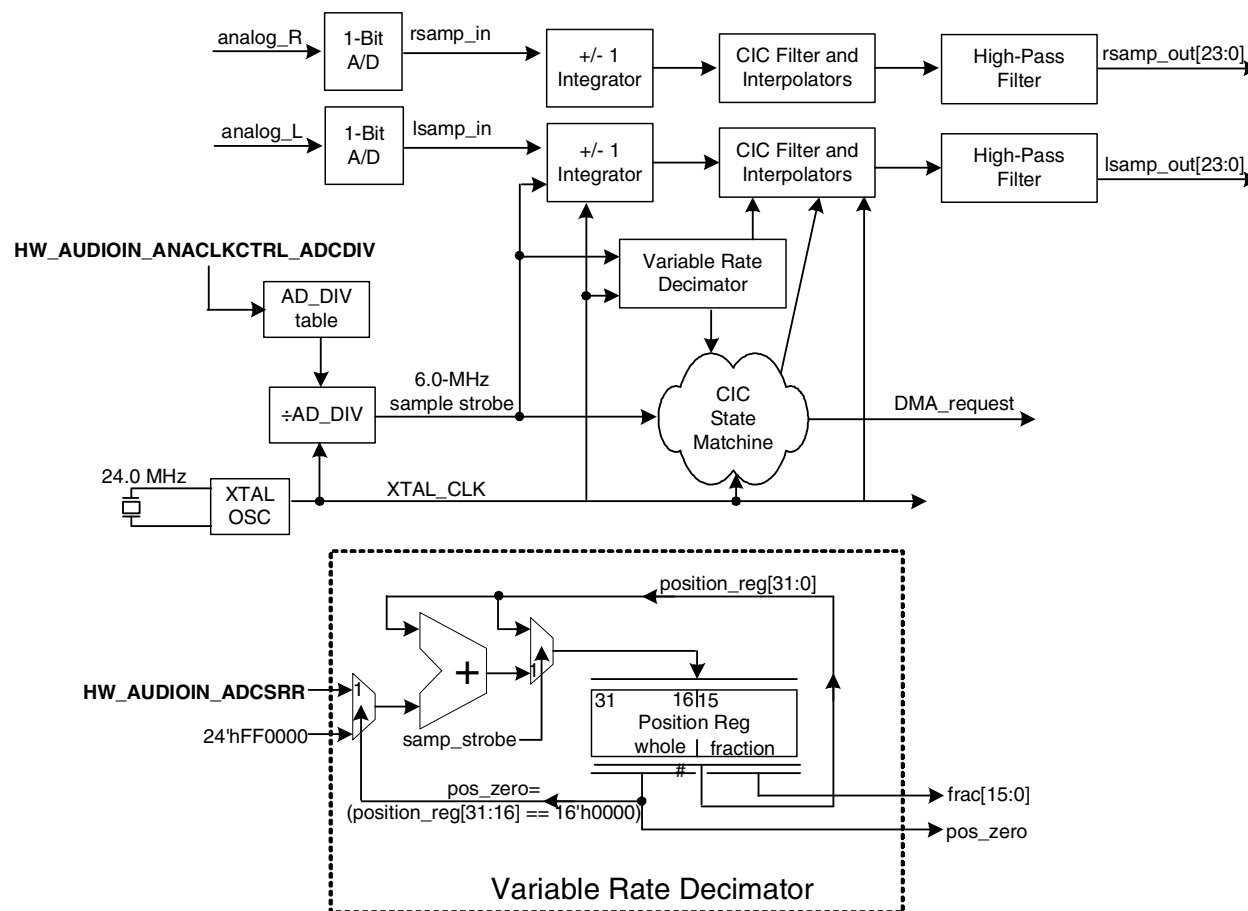 analog_R
1-Bit
A/D
rsamp_in
+/- 1
Integrator
CIC Filter and
Interpolators
High-Pass
Filter
rsamp_out[23:0]
analog_L
1-Bit
A/D
lsamp_in
+/- 1
Integrator
CIC Filter and
Interpolators
High-Pass
Filter
lsamp_out[23:0]
HW_AUDIOIN_ANACLKCTRL_ADCDIV
Variable Rate
Decimator
AD_DIV
table
÷AD_DIV
6.0-MHz
sample strobe
CIC
State
Matchine
DMA_request
24.0 MHz
XTAL
OSC
XTAL_CLK
position_reg[31:0]
+
1
HW_AUDIOIN_ADCSRR
1
24'hFF0000
samp_strobe
31
16
15
Position Reg
whole
fraction
#
pos_zero=
(position_reg[31:16] == 16'h0000)
frac[15:0]
pos_zero
Variable Rate Decimator